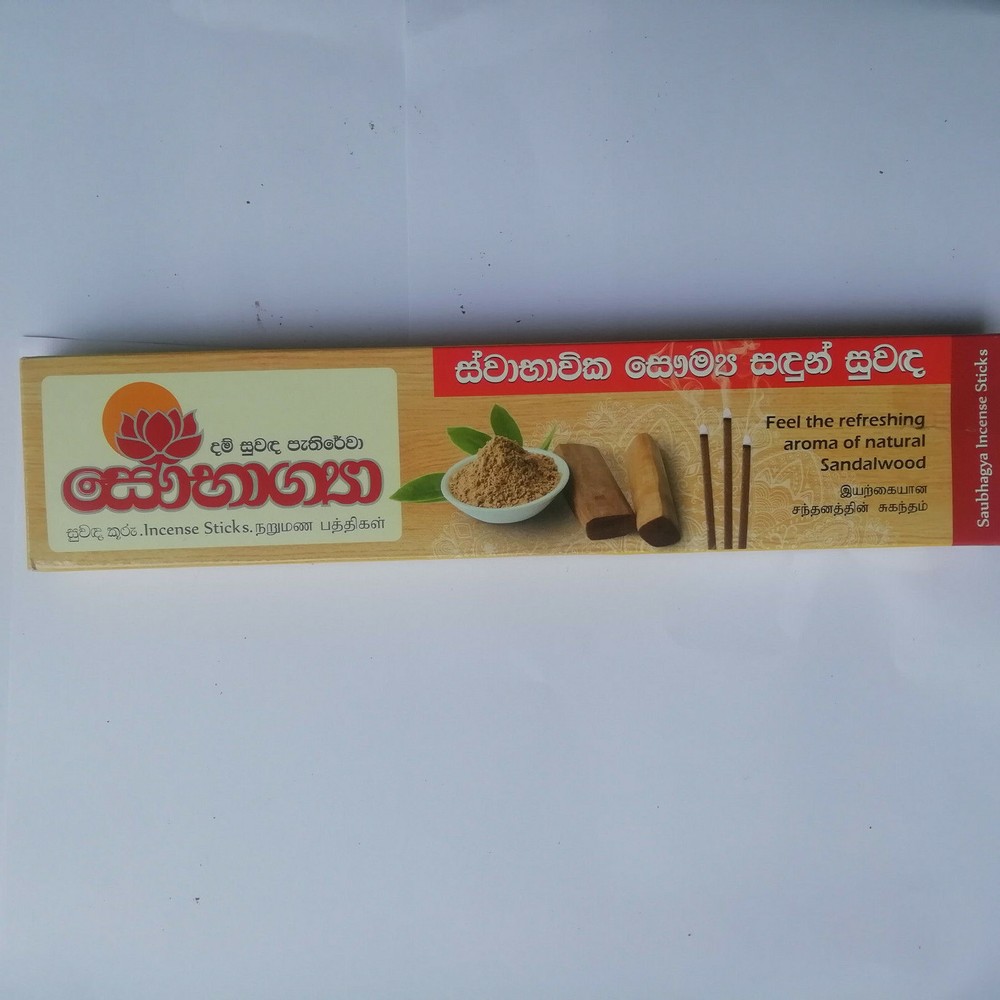 දම් සුවඳ පැතිරේවා
සෞභාග්‍යා
සුවඳ කූරු.Incense Sticks.நறுமண பத்திகள்
ස්වාභාවික සෞම්‍ය සඳුන් සුවඳ
Feel the refreshing
aroma of natural
Sandalwood
இயற்கையான
சந்தனத்தின் சுகந்தம்
Saubhagya Incense Sticks